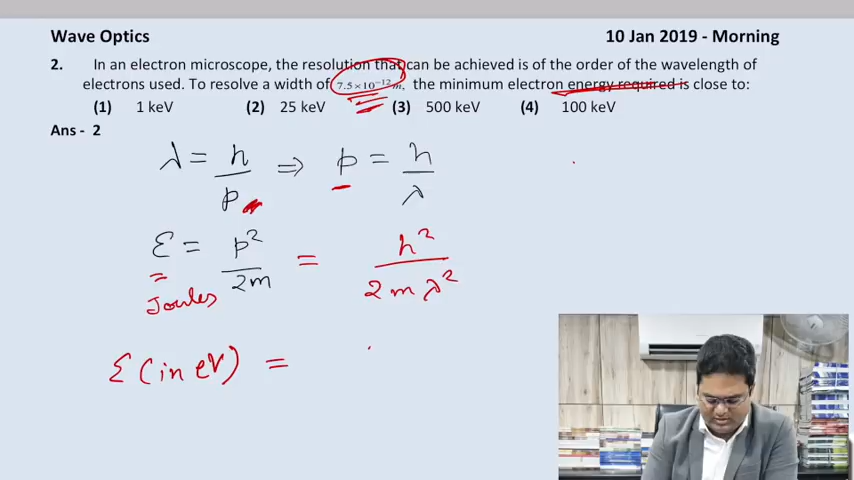 Wave Optics
10 Jan 2019 - Morning
2. In an electron microscope, the resolution that can be achieved is of the order of the wavelength of
electrons used. To resolve a width of 7.5×10⁻¹² m, the minimum electron energy required is close to:
(1) 1 keV (2) 25 keV (3) 500 keV (4) 100 keV
Ans - 2
λ = h/p ⇒ p = h/λ
E = p²/2m = h²/2mλ²
Joules
E (in eV) =